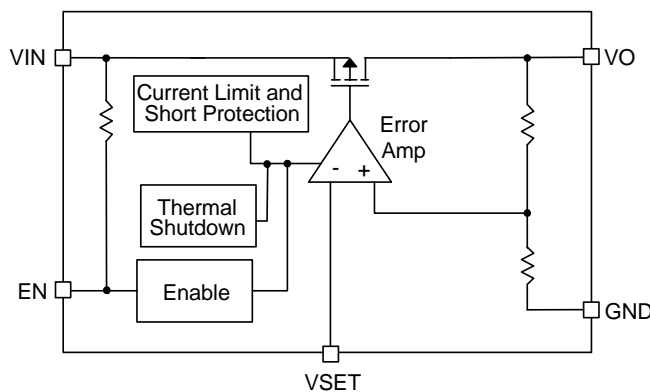 VIN
VO
Current Limit and
Short Protection
Error
Amp
- +
Thermal
Shutdown
EN
Enable
GND
VSET